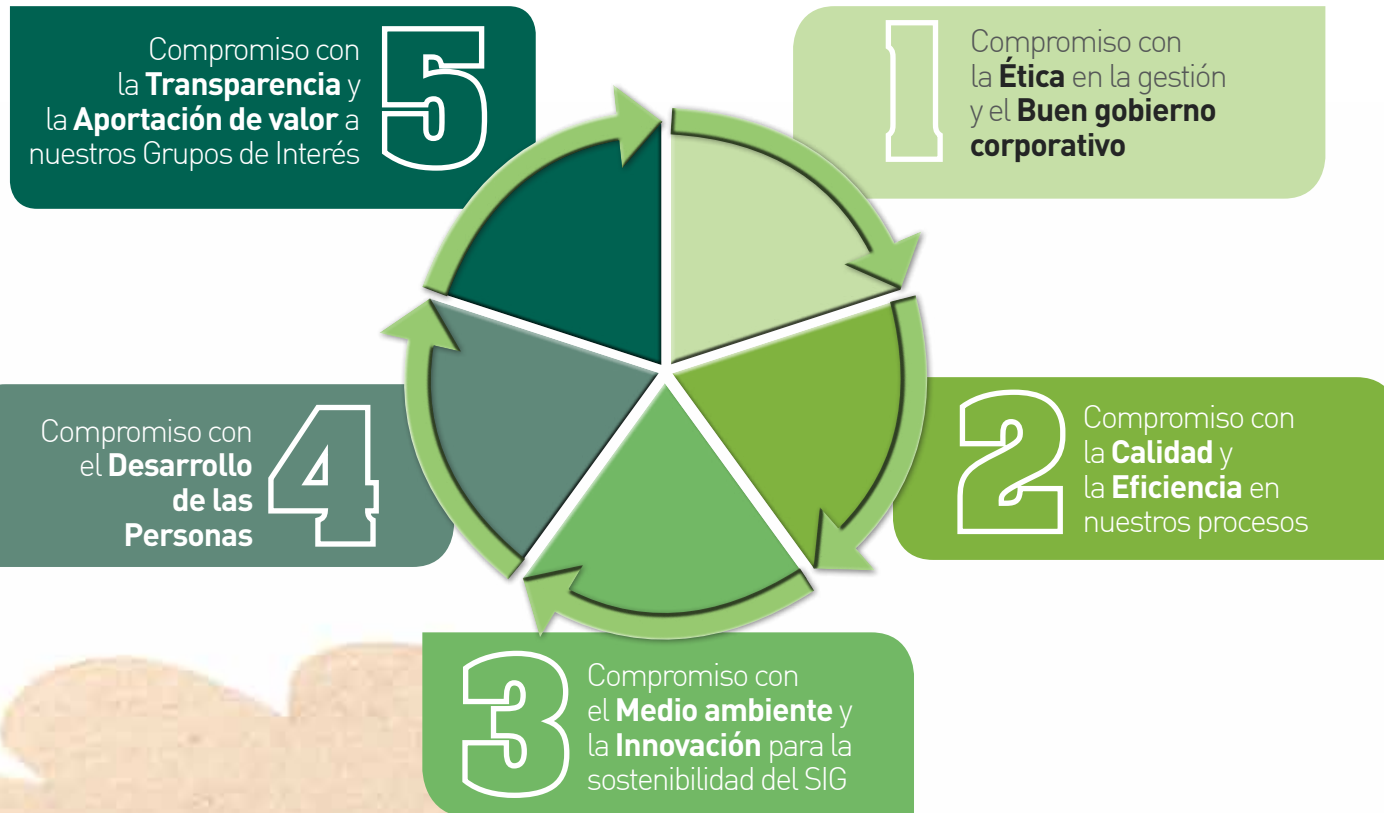 1
Compromiso con
la Ética en la gestión
y el Buen gobierno
corporativo
2
Compromiso con
la Calidad y
la Eficiencia en
nuestros procesos
3
Compromiso con
el Medio ambiente y
la Innovación para la
sostenibilidad del SIG
4
Compromiso con
el Desarrollo
de las
Personas
5
Compromiso con
la Transparencia y
la Aportación de valor a
nuestros Grupos de Interés